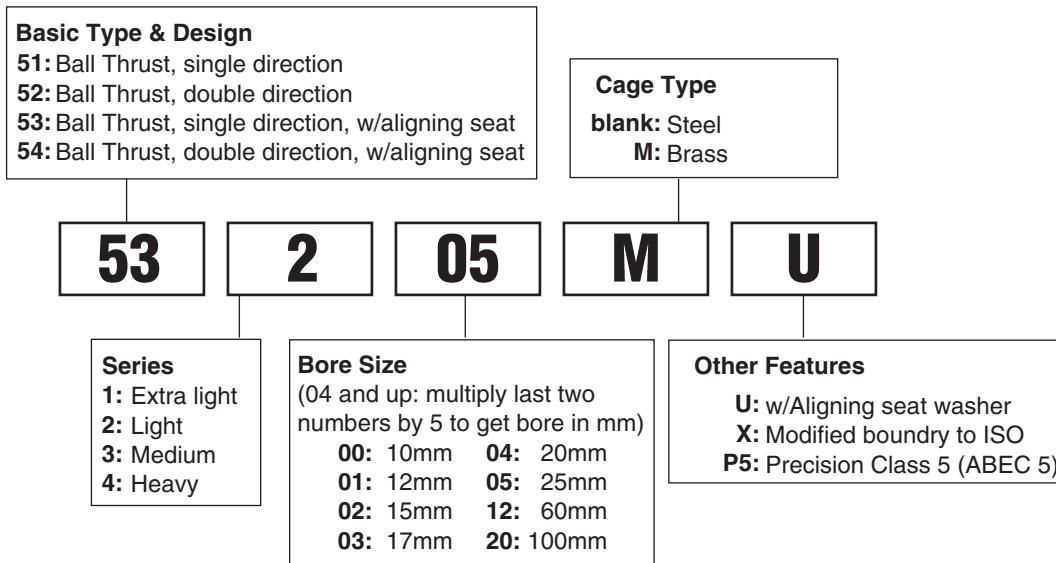 Basic Type & Design
51: Ball Thrust, single direction
52: Ball Thrust, double direction
53: Ball Thrust, single direction, w/aligning seat
54: Ball Thrust, double direction, w/aligning seat
Cage Type
blank: Steel
M: Brass
53 2 05 M U
Series
1: Extra light
2: Light
3: Medium
4: Heavy
Bore Size
(04 and up: multiply last two
numbers by 5 to get bore in mm)
00: 10mm 04: 20mm
01: 12mm 05: 25mm
02: 15mm 12: 60mm
03: 17mm 20: 100mm
Other Features
U: w/Aligning seat washer
X: Modified boundry to ISO
P5: Precision Class 5 (ABEC 5)